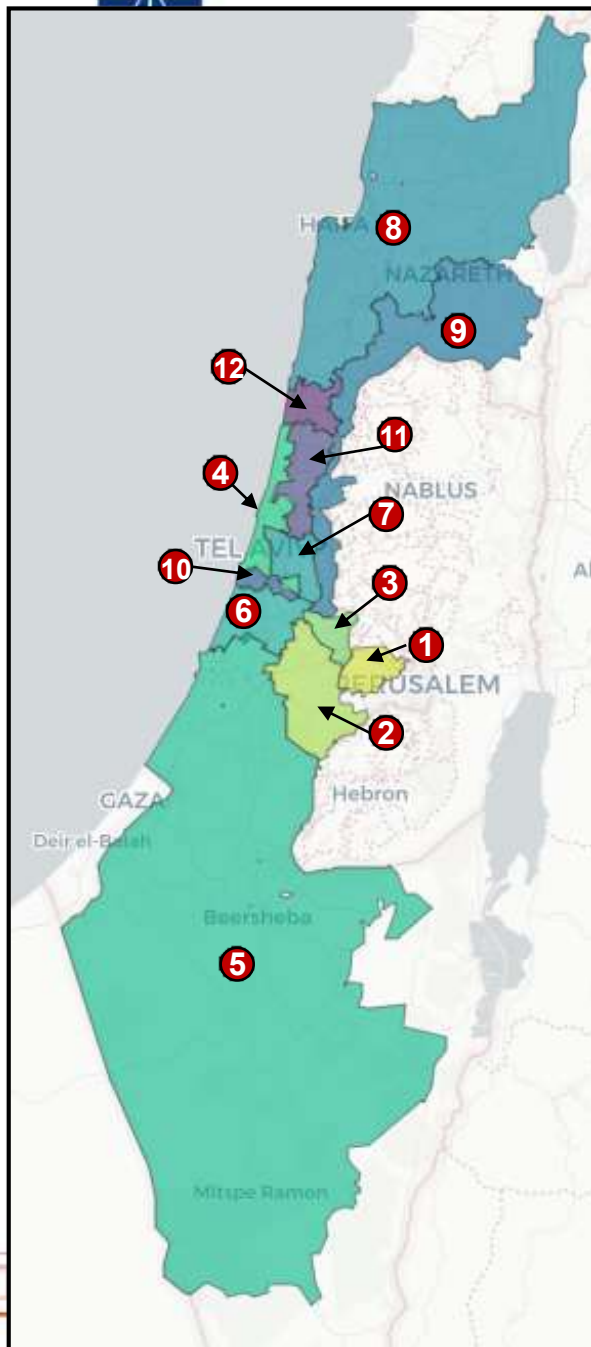 8
HAIFA
NAZARETH
9
12
11
4
NABLUS
7
TEL AVIV
10
3
6
1
JERUSALEM
2
GAZA
Hebron
Deir el-Balah
Beersheba
5
Mitspe Ramon